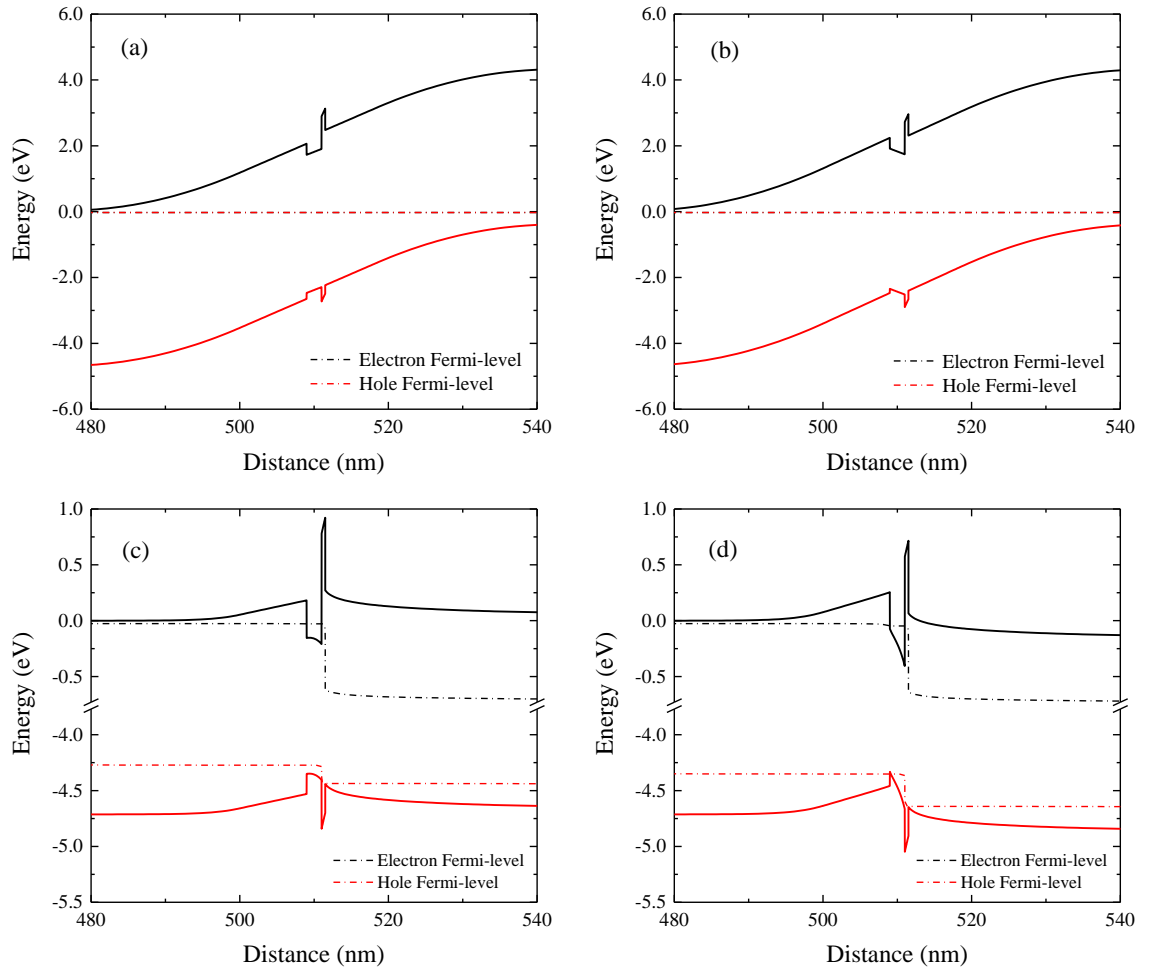 6.0
(a)
4.0
2.0
0.0
-2.0
-4.0
-6.0
Energy (eV)
Electron Fermi-level
Hole Fermi-level
480 500 520 540
Distance (nm)
6.0
(b)
4.0
2.0
0.0
-2.0
-4.0
-6.0
Energy (eV)
Electron Fermi-level
Hole Fermi-level
480 500 520 540
Distance (nm)
1.0
(c)
0.5
0.0
-0.5
-4.0
-4.5
-5.0
-5.5
Energy (eV)
Electron Fermi-level
Hole Fermi-level
480 500 520 540
Distance (nm)
1.0
(d)
0.5
0.0
-0.5
-4.0
-4.5
-5.0
-5.5
Energy (eV)
Electron Fermi-level
Hole Fermi-level
480 500 520 540
Distance (nm)